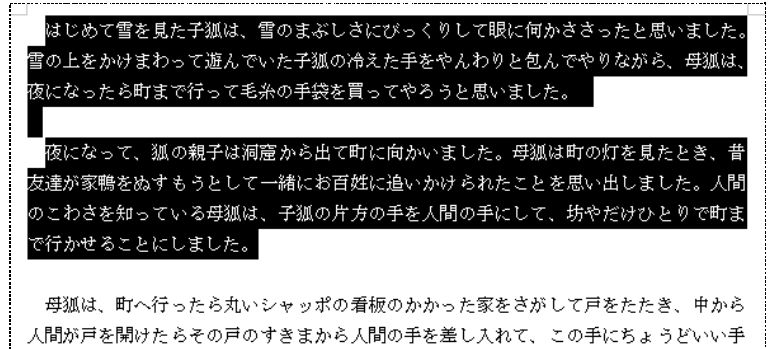 はじめて雪を見た子狐は、雪のまぶしさにびっくりして眼に何かささったと思いました。
雪の上をかけまわって遊んでいた子狐の冷えた手をやんわりと包んでやりながら、母狐は、
夜になったら町まで行って毛糸の手袋を買ってやろうと思いました。
夜になって、狐の親子は洞窟から出て町に向かいました。母狐は町の灯を見たとき、昔
友達が家鴨をぬすもうとして一緒にお百姓に追いかけられたことを思い出しました。人間
のこわさを知っている母狐は、子狐の片方の手を人間の手にして、坊やだけひとりで町ま
で行かせることにしました。
母狐は、町へ行ったら丸いシャッポの看板のかかった家をさがして戸をたたき、中から
人間が戸を開けたらその戸のすきまから人間の手を差し入れて、この手にちょうどいい手